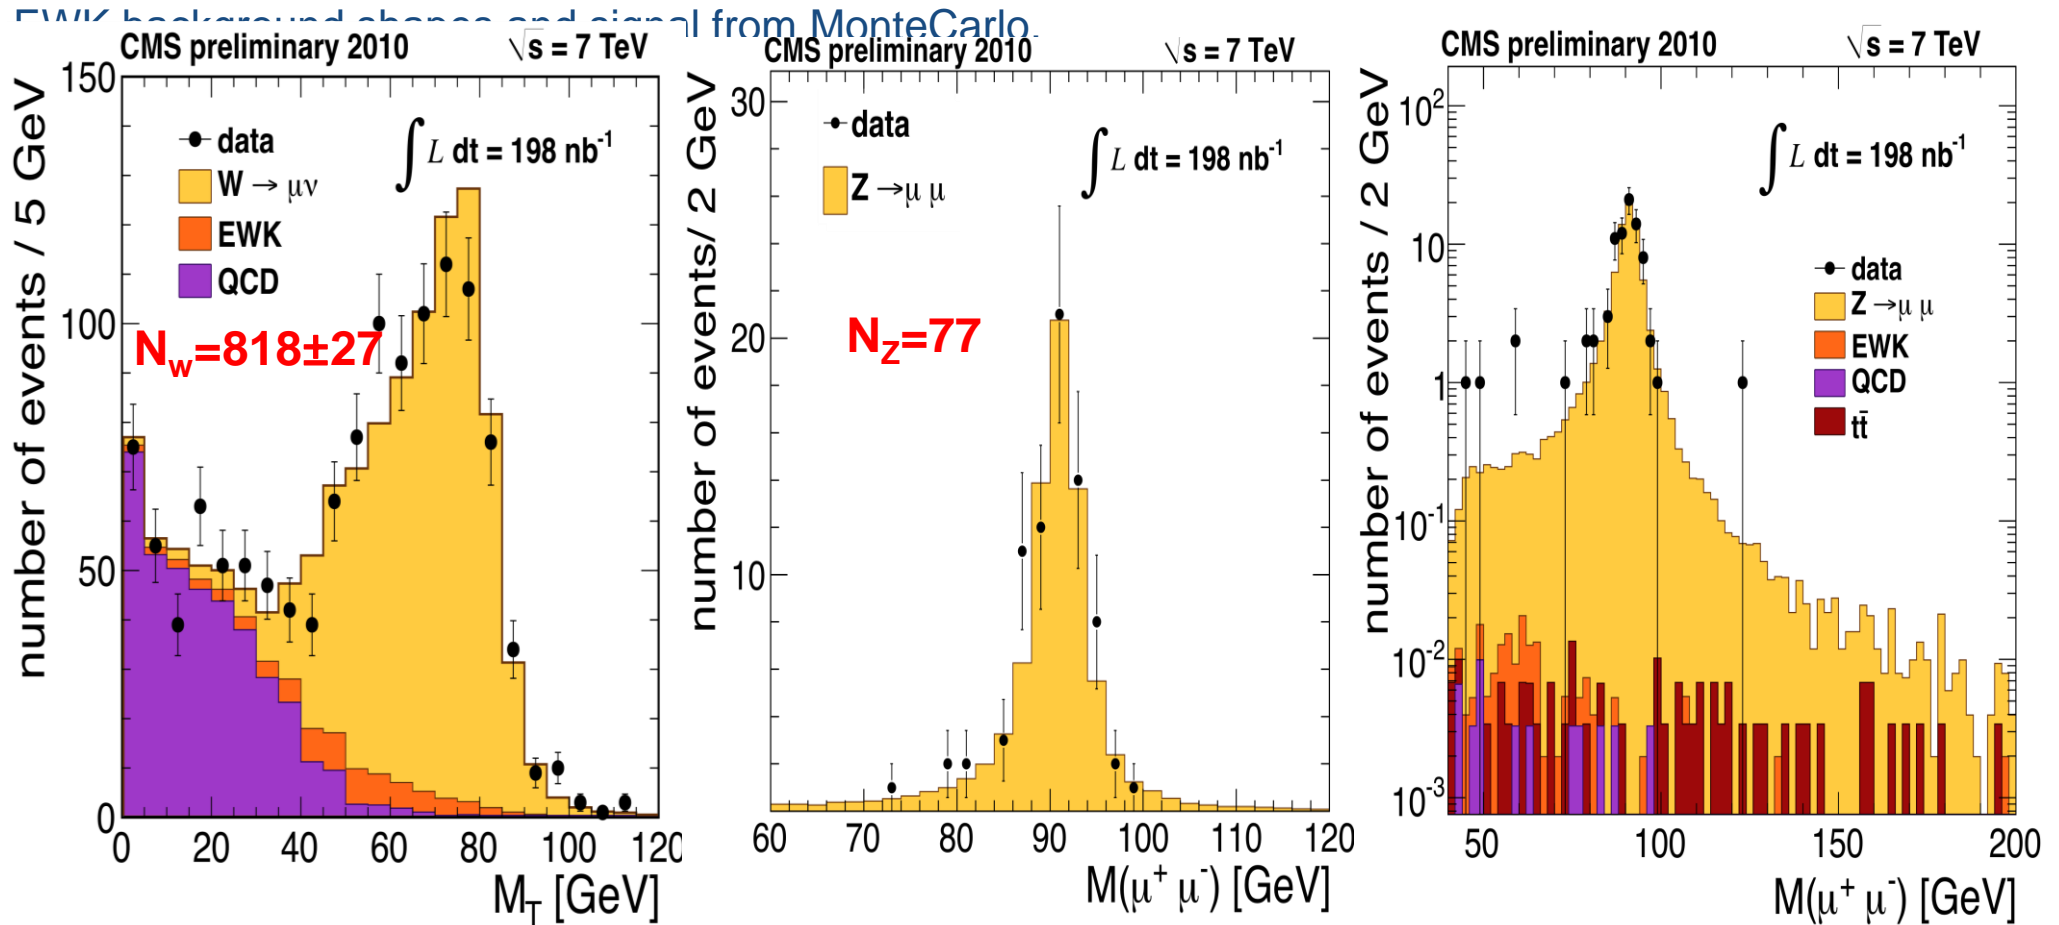 EWK background shapes and signal from MonteCarlo.
CMS preliminary 2010 √s = 7 TeV
number of events / 5 GeV
150
100
50
0
data
W → μν
EWK
QCD
∫ L dt = 198 nb⁻¹
N_W=818±27
0 20 40 60 80 100 120
M_T [GeV]
CMS preliminary 2010 √s = 7 TeV
number of events/ 2 GeV
30
20
10
data
Z → μ μ
∫ L dt = 198 nb⁻¹
N_Z=77
60 70 80 90 100 110 120
M(μ⁺ μ⁻) [GeV]
CMS preliminary 2010 √s = 7 TeV
number of events / 2 GeV
10²
10
1
10⁻¹
10⁻²
10⁻³
∫ L dt = 198 nb⁻¹
data
Z → μ μ
EWK
QCD
tt̄
50 100 150 200
M(μ⁺ μ⁻) [GeV]